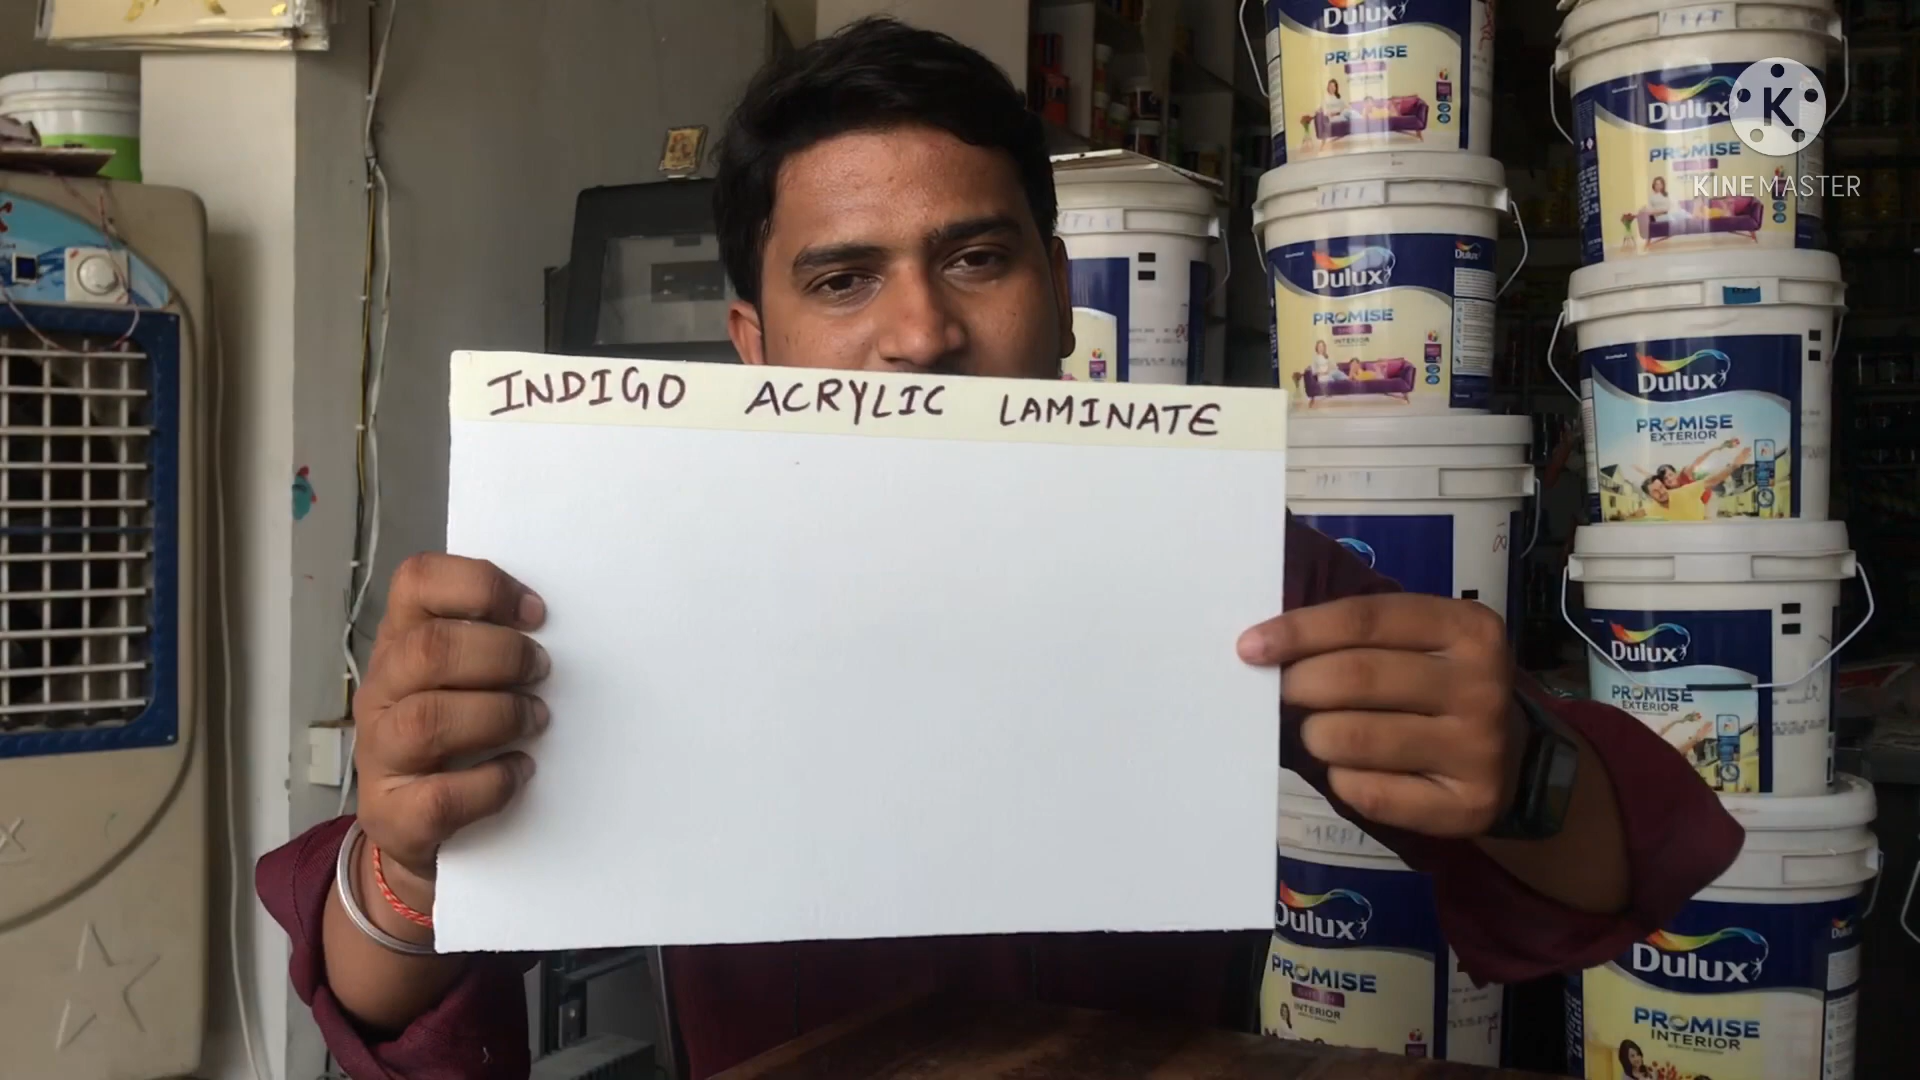 INDIGO ACRYLIC LAMINATE
Dulux
PROMISE
Dulux
PROMISE
KINEMASTER
Dulux
Dulux
PROMISE
INTERIOR
Dulux
PROMISE
EXTERIOR
Dulux
PROMISE
EXTERIOR
Dulux
PROMISE
INTERIOR
Dulux
PROMISE
INTERIOR